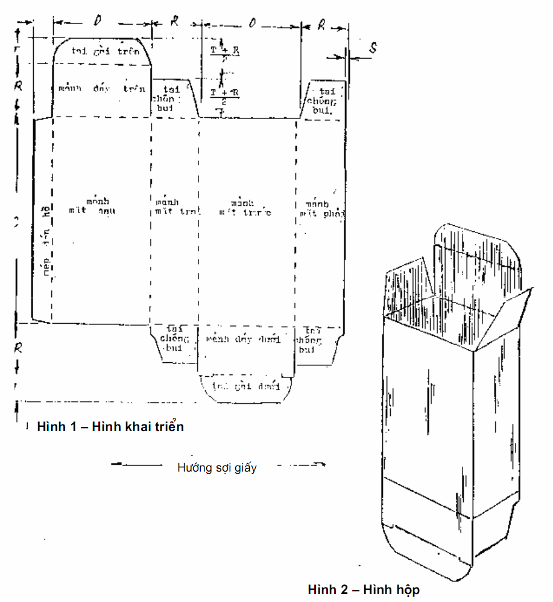 D R D R
S
T
tai gài trên
T + R
2
R
mảnh đáy trên
tai
chống
bụi
T + R
2
tai
chống
bụi
mảnh
mặt sau
mảnh
mặt trái
mảnh
mặt trước
mảnh
mặt phải
nếp dán hồ
R
tai
chống
bụi
mảnh đáy dưới
tai
chống
bụi
tai gài dưới
Hình 1 – Hình khai triển
Hướng sợi giấy
Hình 2 – Hình hộp